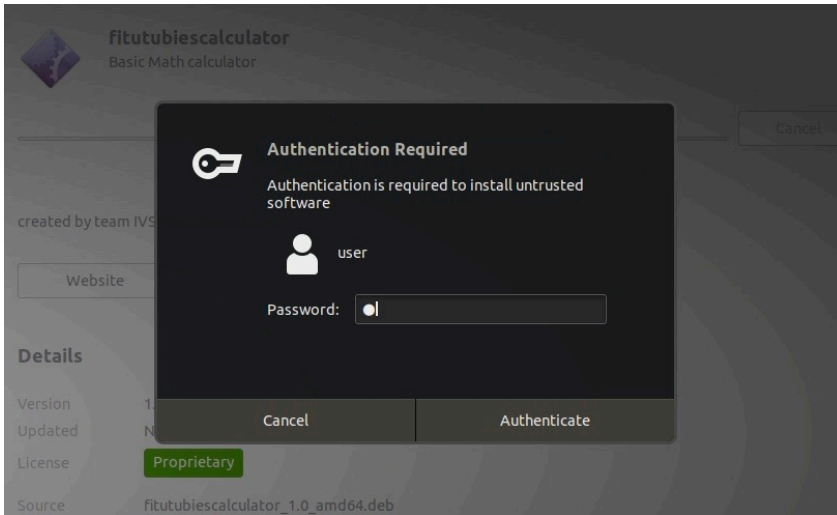 fitutubiescalculator
Basic Math calculator
Cancel
Authentication Required
Authentication is required to install untrusted
software
user
created by team IVS
Website
Password:
Details
Version 1.
Updated N
License Proprietary
Cancel Authenticate
Source fitutubiescalculator_1.0_amd64.deb